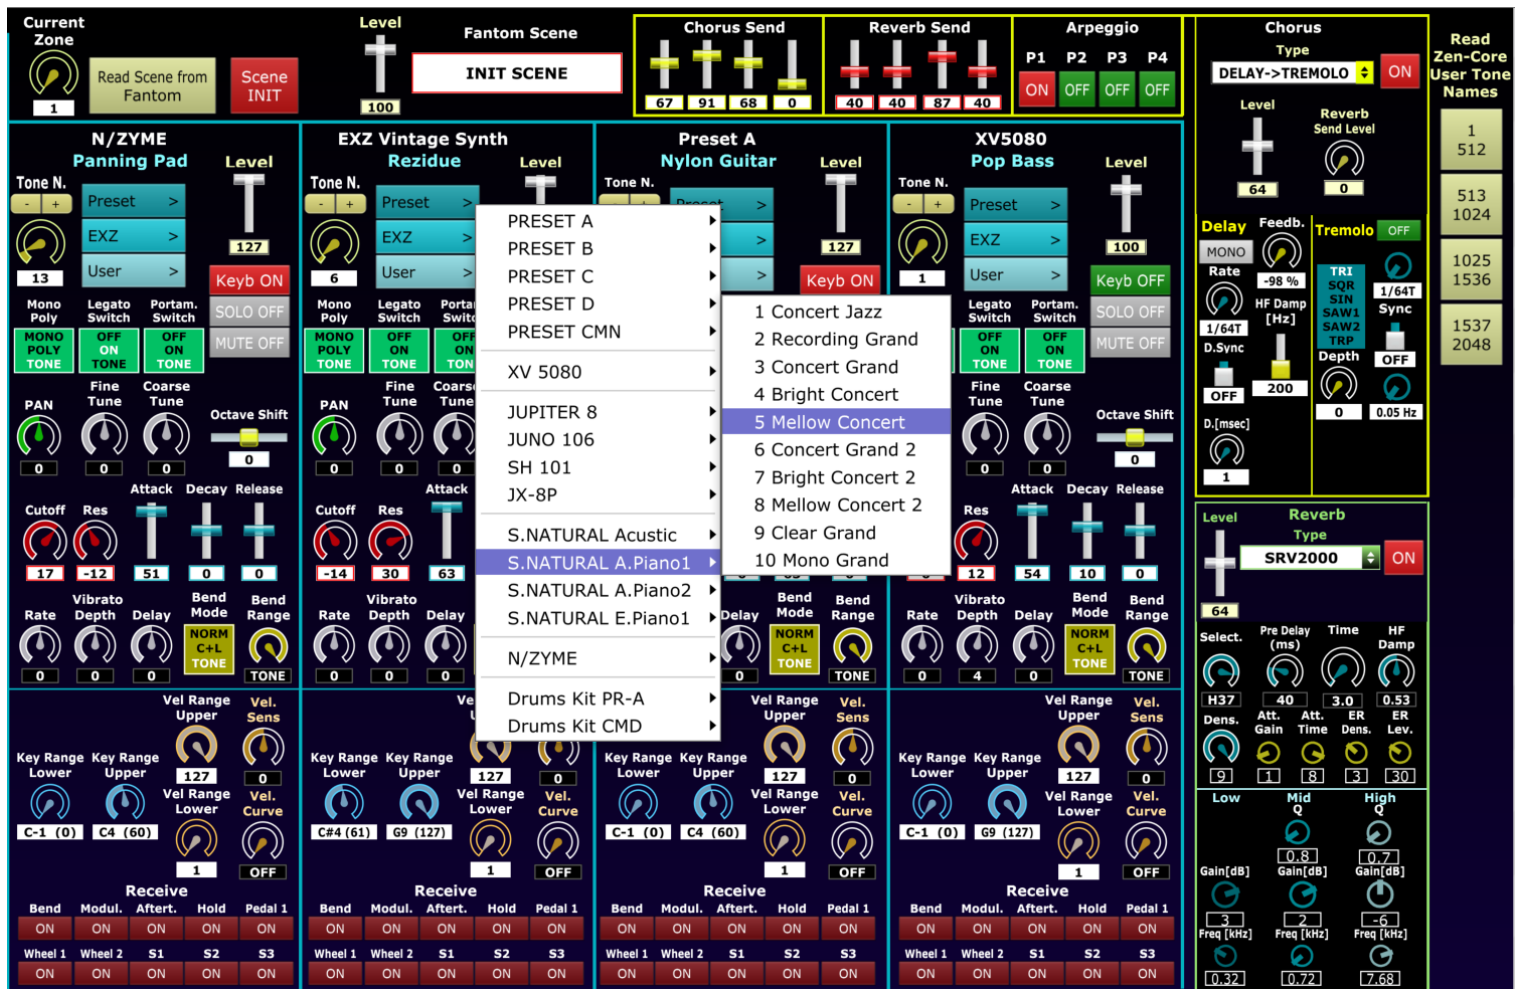 Current
Zone
1
Read Scene from
Fantom
Scene
INIT
Level
100
Fantom Scene
INIT SCENE
Chorus Send
67 91 68 0
Reverb Send
40 40 87 40
Arpeggio
P1 P2 P3 P4
ON OFF OFF OFF
Chorus
Type
DELAY->TREMOLO
ON
Level
64
Reverb
Send Level
0
Read
Zen-Core
User Tone
Names
1
512
513
1024
1025
1536
1537
2048
N/ZYME
Panning Pad
Level
Tone N.
- +
Preset >
EXZ >
User >
13
127
Keyb ON
SOLO OFF
MUTE OFF
Mono
Poly
Legato
Switch
Portam.
Switch
MONO
POLY
TONE
OFF
ON
TONE
OFF
ON
TONE
PAN
Fine
Tune
Coarse
Tune
Octave Shift
0 0 0
0
Attack Decay Release
Cutoff Res
17 -12 51 0 0
Rate
Vibrato
Depth
Delay
Bend
Mode
Bend
Range
NORM
C+L
TONE
0 0 0
TONE
Vel Range
Upper
Vel.
Sens
127
0
Key Range
Lower
Key Range
Upper
Vel Range
Lower
Vel.
Curve
C-1 (0) C4 (60)
1
OFF
Receive
Bend Modul. Aftert. Hold Pedal 1
ON ON ON ON ON
Wheel 1 Wheel 2 S1 S2 S3
ON ON ON ON ON
EXZ Vintage Synth
Rezidue
Level
Tone N.
- +
Preset >
EXZ >
User >
6
Mono
Poly
Legato
Switch
MONO
POLY
TONE
OFF
ON
TONE
PAN
Fine
Tune
0 0
Attack
Cutoff Res
-14 30 63
Rate
Vibrato
Depth
Delay
0 4 0
Key Range
Lower
Key Range
Upper
127
0
Vel Range
Lower
Vel.
Curve
C#4 (61) G9 (127)
1
OFF
Receive
Bend Modul. Aftert. Hold Pedal 1
ON ON ON ON ON
Wheel 1 Wheel 2 S1 S2 S3
ON ON ON ON ON
PRESET A
PRESET B
PRESET C
PRESET D
PRESET CMN
XV 5080
JUPITER 8
JUNO 106
SH 101
JX-8P
S.NATURAL Acustic
S.NATURAL A.Piano1
S.NATURAL A.Piano2
S.NATURAL E.Piano1
N/ZYME
Drums Kit PR-A
Drums Kit CMD
1 Concert Jazz
2 Recording Grand
3 Concert Grand
4 Bright Concert
5 Mellow Concert
6 Concert Grand 2
7 Bright Concert 2
8 Mellow Concert 2
9 Clear Grand
10 Mono Grand
Preset A
Nylon Guitar
Level
Tone N.
127
Keyb ON
Delay
Bend
Mode
Bend
Range
NORM
C+L
TONE
0
TONE
Vel Range
Upper
Vel.
Sens
127
0
Key Range
Lower
Key Range
Upper
Vel Range
Lower
Vel.
Curve
C-1 (0) C4 (60)
1
OFF
Receive
Bend Modul. Aftert. Hold Pedal 1
ON ON ON ON ON
Wheel 1 Wheel 2 S1 S2 S3
ON ON ON ON ON
XV5080
Pop Bass
Level
Tone N.
- +
Preset >
EXZ >
User >
1
100
Keyb OFF
SOLO OFF
MUTE OFF
Legato
Switch
Portam.
Switch
OFF
ON
TONE
OFF
ON
TONE
Fine
Tune
Coarse
Tune
Octave Shift
0 0
0
Attack Decay Release
Res
12 54 10 0
Rate
Vibrato
Depth
Delay
Bend
Mode
Bend
Range
NORM
C+L
TONE
0 4 0
TONE
Vel Range
Upper
Vel.
Sens
127
0
Key Range
Lower
Key Range
Upper
Vel Range
Lower
Vel.
Curve
C-1 (0) G9 (127)
1
OFF
Receive
Bend Modul. Aftert. Hold Pedal 1
ON ON ON ON ON
Wheel 1 Wheel 2 S1 S2 S3
ON ON ON ON ON
Delay
MONO
Rate
1/64T
D.Sync
OFF
D.[msec]
1
Feedb.
-98 %
HF Damp
[Hz]
200
Tremolo
OFF
TRI
SQR
SIN
SAW1
SAW2
TRP
1/64T
Sync
OFF
Depth
0
0.05 Hz
Reverb
Level
Type
SRV2000
ON
64
Select.
Pre Delay
(ms)
Time
HF
Damp
H37 40 3.0 0.53
Dens.
Att.
Gain
Att.
Time
ER
Dens.
ER
Lev.
9 1 8 3 30
Low
Mid
Q
High
Q
0.8 0.7
Gain[dB] Gain[dB] Gain[dB]
3 2 -6
Freq [kHz] Freq [kHz] Freq [kHz]
0.32 0.72 7.68